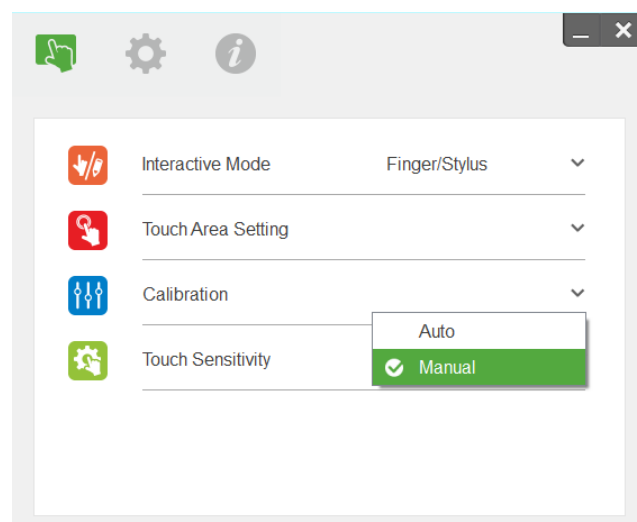 Interactive Mode Finger/Stylus
Touch Area Setting
Calibration
Auto
Touch Sensitivity
Manual